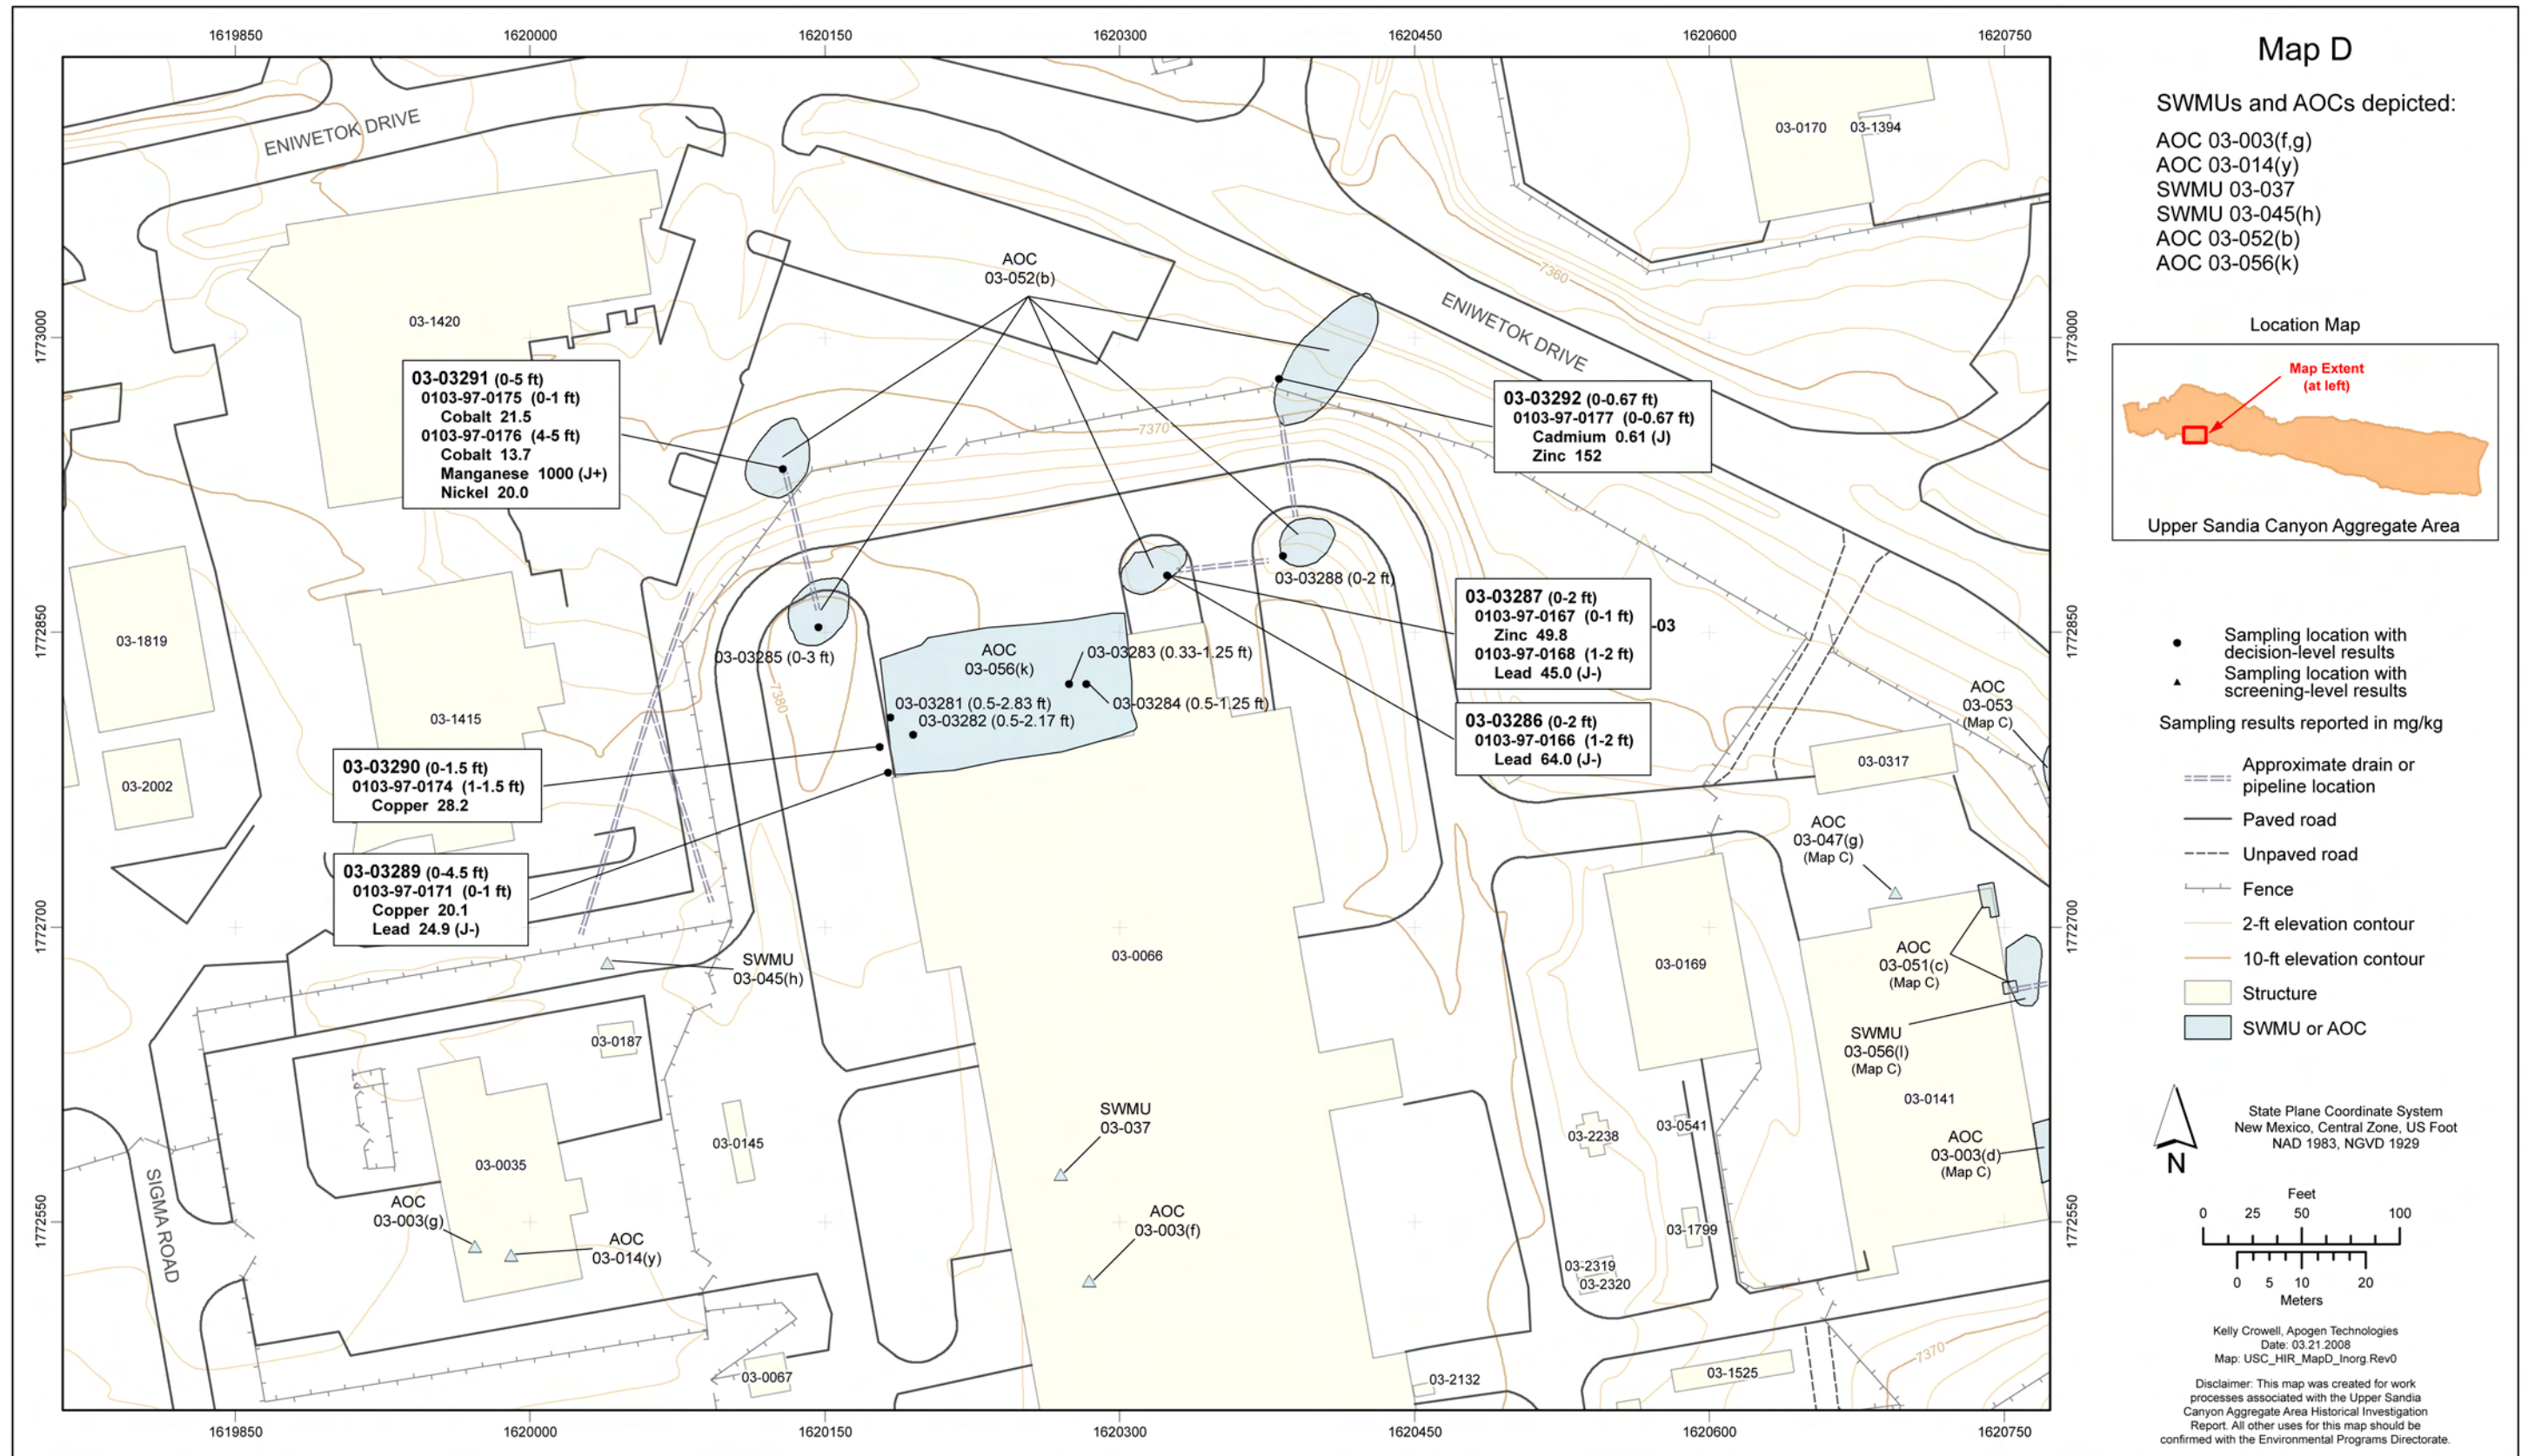 1619850
1620000
1620150
1620300
1620450
1620600
1620750
Map D
SWMUs and AOCs depicted:
AOC 03-003(f,g)
AOC 03-014(y)
SWMU 03-037
SWMU 03-045(h)
AOC 03-052(b)
AOC 03-056(k)
Location Map
Map Extent
(at left)
Upper Sandia Canyon Aggregate Area
Sampling location with
decision-level results
Sampling location with
screening-level results
Sampling results reported in mg/kg
Approximate drain or
pipeline location
Paved road
Unpaved road
Fence
2-ft elevation contour
10-ft elevation contour
Structure
SWMU or AOC
N
State Plane Coordinate System
New Mexico, Central Zone, US Foot
NAD 1983, NGVD 1929
Feet
0 25 50 100
0 5 10 20
Meters
Kelly Crowell, Apogen Technologies
Date: 03.21.2008
Map: USC_HIR_MapD_Inorg.Rev0
Disclaimer: This map was created for work
processes associated with the Upper Sandia
Canyon Aggregate Area Historical Investigation
Report. All other uses for this map should be
confirmed with the Environmental Programs Directorate.
1773000
1772850
1772700
1772550
1773000
1772850
1772700
1772550
ENIWETOK DRIVE
03-0170
03-1394
AOC
03-052(b)
7360
ENIWETOK DRIVE
03-1420
03-03291 (0-5 ft)
0103-97-0175 (0-1 ft)
Cobalt 21.5
0103-97-0176 (4-5 ft)
Cobalt 13.7
Manganese 1000 (J+)
Nickel 20.0
03-03292 (0-0.67 ft)
0103-97-0177 (0-0.67 ft)
Cadmium 0.61 (J)
Zinc 152
7370
03-03288 (0-2 ft)
03-03287 (0-2 ft)
0103-97-0167 (0-1 ft)
Zinc 49.8
0103-97-0168 (1-2 ft)
Lead 45.0 (J-)
-03
03-03286 (0-2 ft)
0103-97-0166 (1-2 ft)
Lead 64.0 (J-)
03-1819
03-03285 (0-3 ft)
AOC
03-056(k)
03-03283 (0.33-1.25 ft)
03-03284 (0.5-1.25 ft)
03-03281 (0.5-2.83 ft)
03-03282 (0.5-2.17 ft)
7380
03-1415
AOC
03-053
(Map C)
03-2002
03-03290 (0-1.5 ft)
0103-97-0174 (1-1.5 ft)
Copper 28.2
03-0317
AOC
03-047(g)
(Map C)
03-03289 (0-4.5 ft)
0103-97-0171 (0-1 ft)
Copper 20.1
Lead 24.9 (J-)
SWMU
03-045(h)
03-0066
03-0169
AOC
03-051(c)
(Map C)
SWMU
03-056(l)
(Map C)
03-0187
03-0141
SWMU
03-037
03-0145
03-2238
03-0541
AOC
03-003(d)
(Map C)
03-0035
SIGMA ROAD
AOC
03-003(g)
AOC
03-014(y)
AOC
03-003(f)
03-1799
03-2319
03-2320
7370
03-0067
03-2132
03-1525
1619850
1620000
1620150
1620300
1620450
1620600
1620750